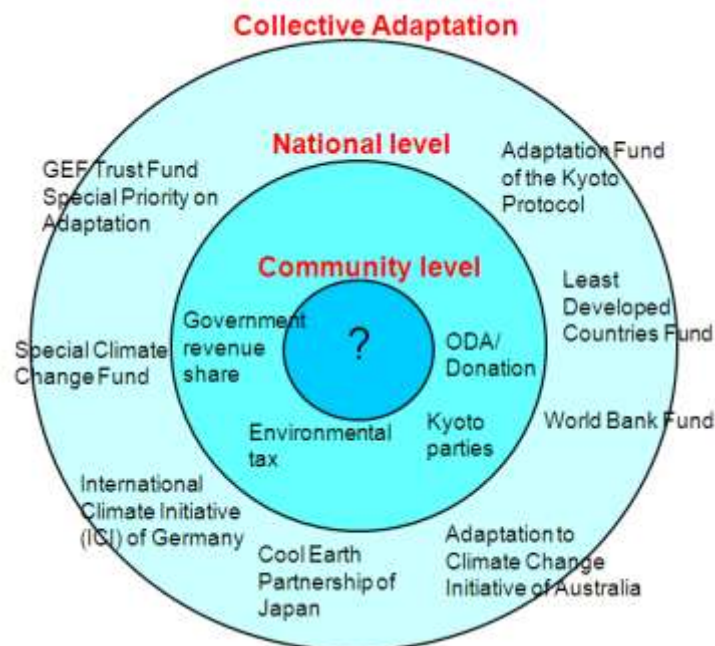 Collective Adaptation
National level
GEF Trust Fund
Special Priority on
Adaptation
Adaptation Fund
of the Kyoto
Protocol
Community level
Least
Developed
Countries Fund
Government
revenue
share
?
ODA/
Donation
Special Climate
Change Fund
World Bank Fund
Environmental
tax
Kyoto
parties
International
Climate Initiative
(ICI) of Germany
Cool Earth
Partnership of
Japan
Adaptation to
Climate Change
Initiative of Australia